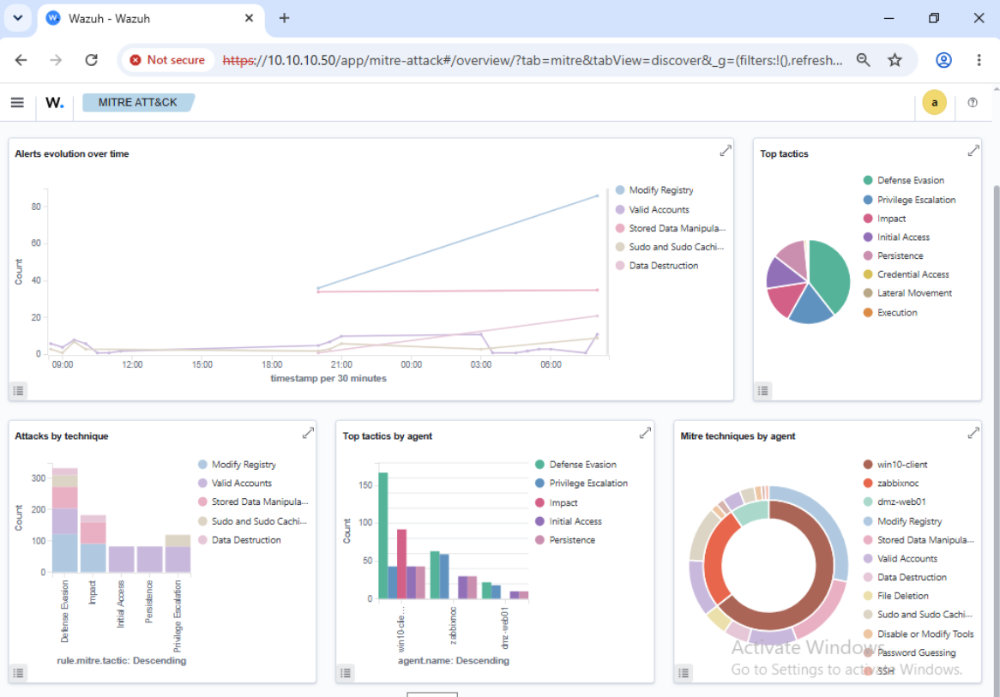 Wazuh - Wazuh
Not secure
https://10.10.10.50/app/mitre-attack#/overview/?tab=mitre&tabView=discover&_g=(filters:!(),refresh...
W.
MITRE ATT&CK
a
Alerts evolution over time
Count
80
60
40
20
0
09:00 12:00 15:00 18:00 21:00 00:00 03:00 06:00
timestamp per 30 minutes
Modify Registry
Valid Accounts
Stored Data Manipula...
Sudo and Sudo Cachi...
Data Destruction
Top tactics
Defense Evasion
Privilege Escalation
Impact
Initial Access
Persistence
Credential Access
Lateral Movement
Execution
Attacks by technique
Count
300
200
100
0
Defense Evasion
Impact
Initial Access
Persistence
Privilege Escalation
rule.mitre.tactic: Descending
Modify Registry
Valid Accounts
Stored Data Manipula...
Sudo and Sudo Cachi...
Data Destruction
Top tactics by agent
Count
150
100
50
0
win10-clie...
zabbixnoc
dmz-web01
agent.name: Descending
Defense Evasion
Privilege Escalation
Impact
Initial Access
Persistence
Mitre techniques by agent
win10-client
zabbixnoc
dmz-web01
Modify Registry
Stored Data Manipula...
Valid Accounts
Data Destruction
File Deletion
Sudo and Sudo Cachi...
Disable or Modify Tools
Password Guessing
SSH
Activate Windows
Go to Settings to activate Windows.